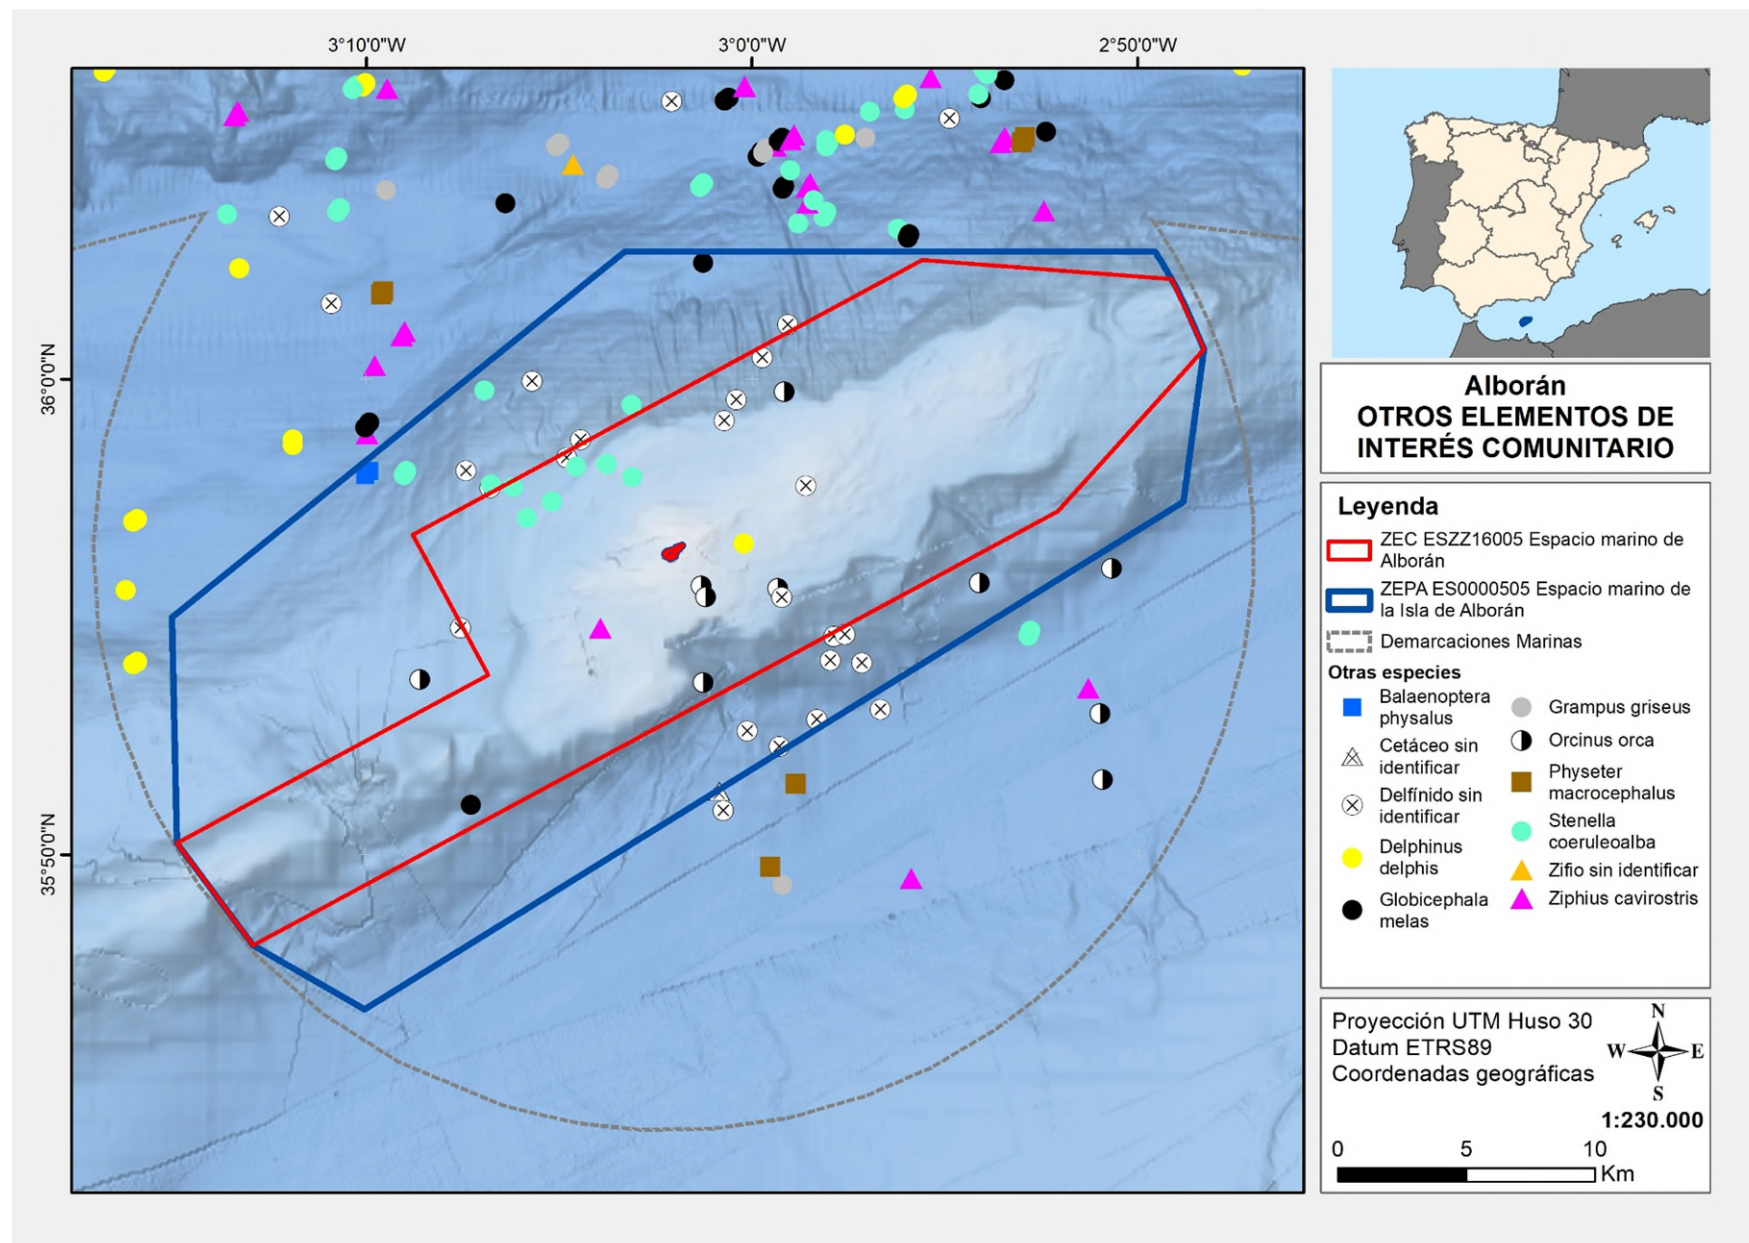 3°10'0"W
3°0'0"W
2°50'0"W
36°0'0"N
35°50'0"N
Alborán
OTROS ELEMENTOS DE
INTERÉS COMUNITARIO
Leyenda
ZEC ESZZ16005 Espacio marino de
Alborán
ZEPA ES0000505 Espacio marino de
la Isla de Alborán
Demarcaciones Marinas
Otras especies
Balaenoptera
physalus
Cetáceo sin
identificar
Delfínido sin
identificar
Delphinus
delphis
Globicephala
melas
Grampus griseus
Orcinus orca
Physeter
macrocephalus
Stenella
coeruleoalba
Zifio sin identificar
Ziphius cavirostris
Proyección UTM Huso 30
Datum ETRS89
Coordenadas geográficas
N
W E
S
1:230.000
0 5 10
Km